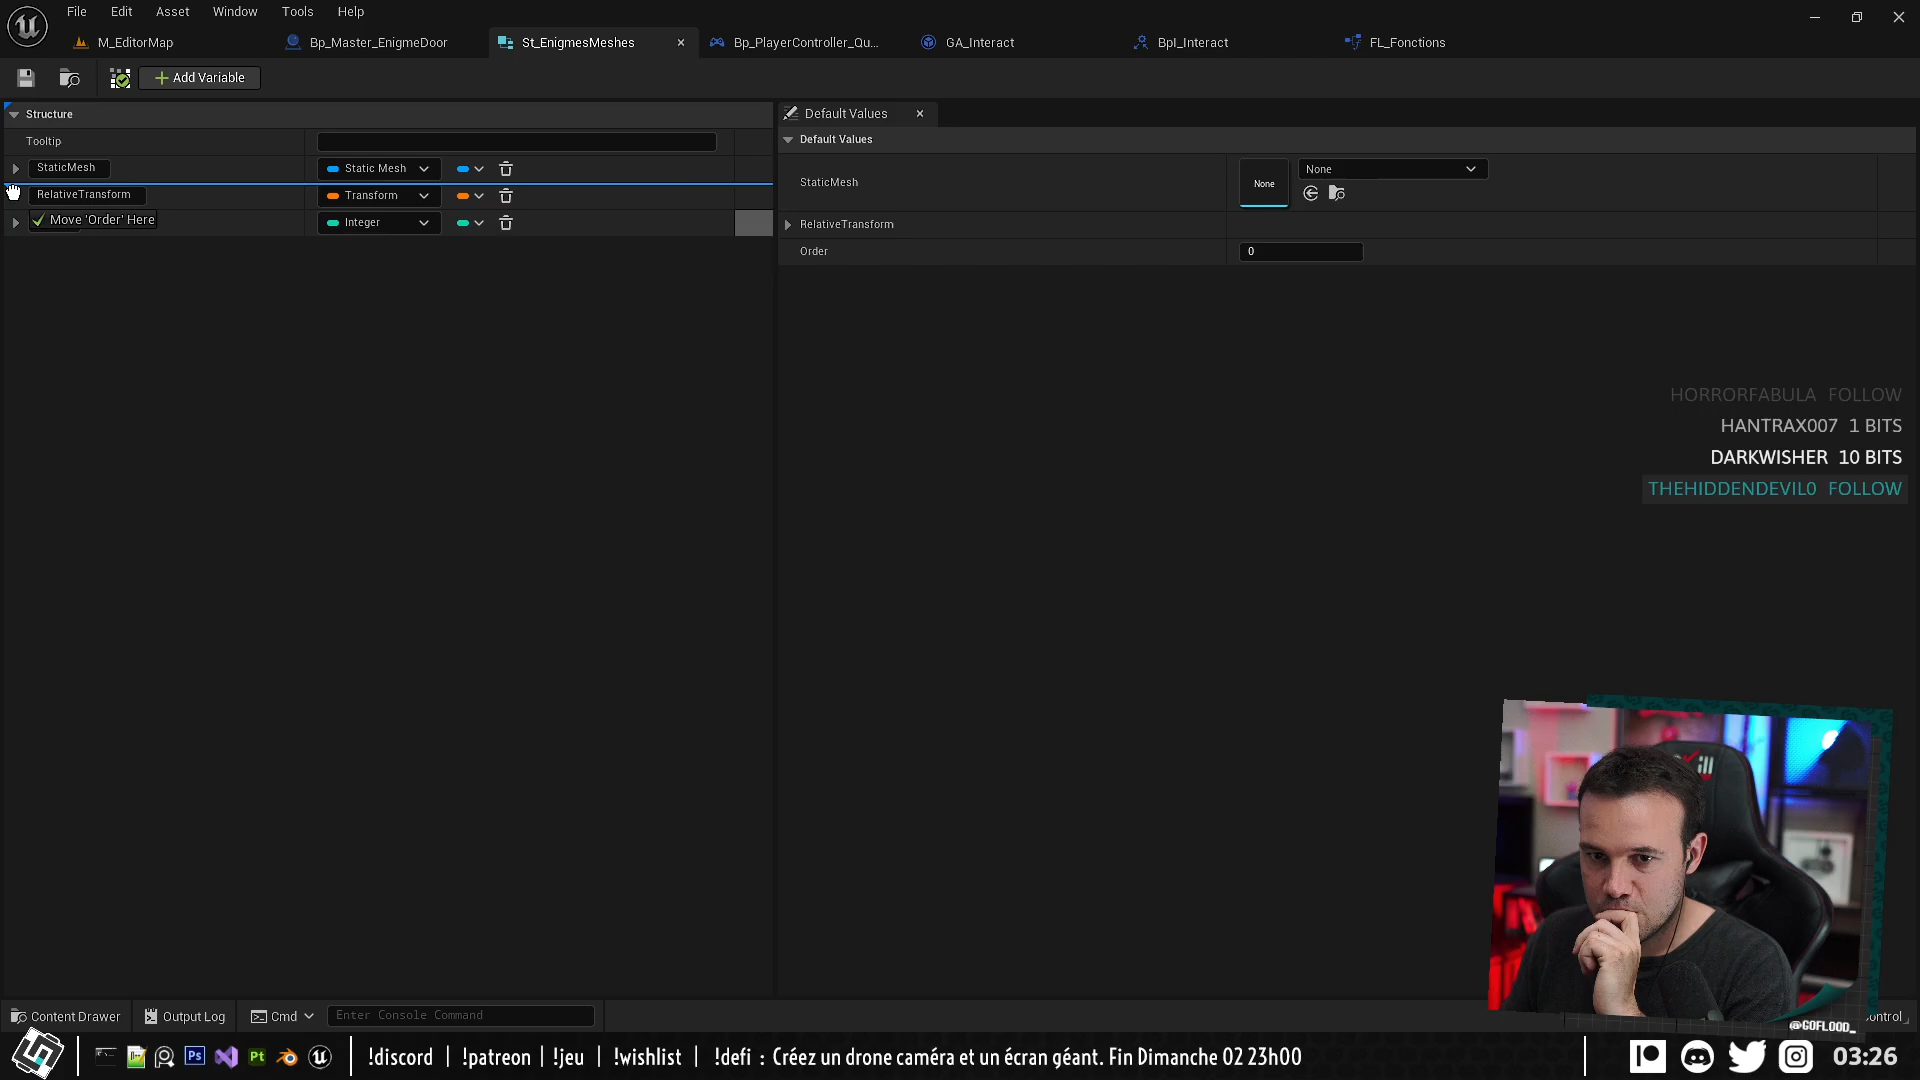 File Edit Asset Window Tools Help
M_EditorMap Bp_Master_EnigmeDoor St_EnigmesMeshes Bp_PlayerController_Qu... GA_Interact BpI_Interact FL_Fonctions
Add Variable
Structure
Default Values
Tooltip
Default Values
StaticMesh Static Mesh
None
None
StaticMesh
RelativeTransform Transform
Move 'Order' Here
Integer
RelativeTransform
Order 0
HORRORFABULA FOLLOW
HANTRAX007 1 BITS
DARKWISHER 10 BITS
THEHIDDENDEVIL0 FOLLOW
Content Drawer Output Log Cmd Enter Console Command
@GOFLOOD_
!discord | !patreon | !jeu | !wishlist | !defi : Créez un drone caméra et un écran géant. Fin Dimanche 02 23h00
Ps Pt
03:26